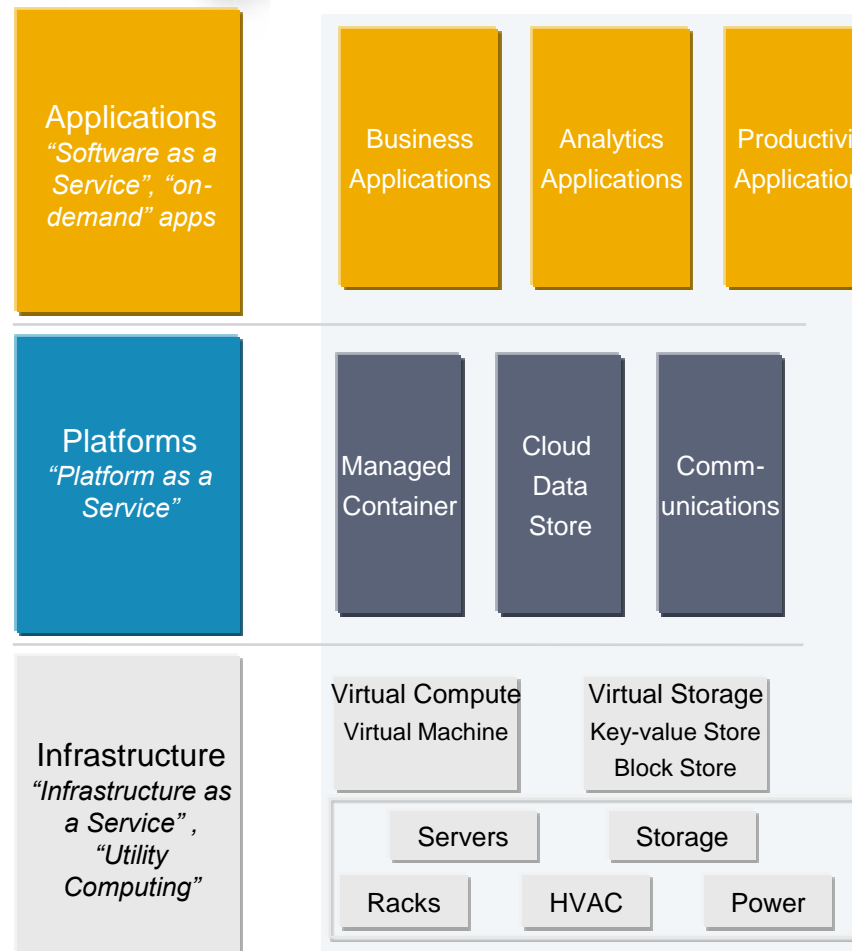 Applications
“Software as a
Service”, “on-
demand” apps
Business
Applications
Analytics
Applications
Productivi
Application
Platforms
“Platform as a
Service”
Managed
Container
Cloud
Data
Store
Comm-
unications
Infrastructure
“Infrastructure as
a Service” ,
“Utility
Computing”
Virtual Compute
Virtual Machine
Virtual Storage
Key-value Store
Block Store
Servers
Storage
Racks
HVAC
Power